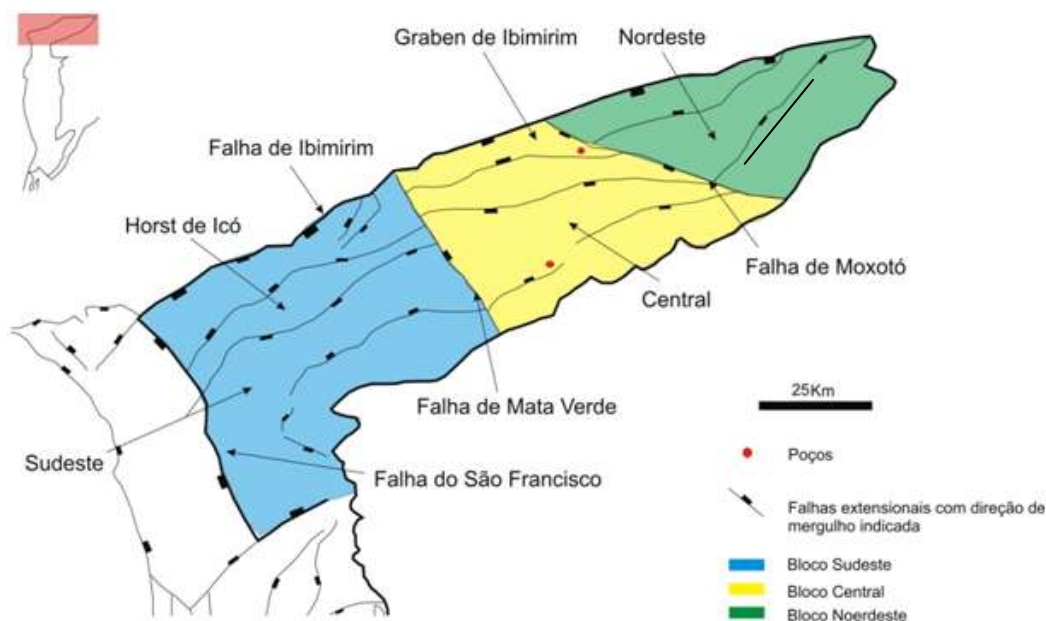 Graben de Ibimirim
Nordeste
Falha de Ibimirim
Horst de Icó
Falha de Moxotó
Central
25Km
Falha de Mata Verde
Sudeste
Falha do São Francisco
Poços
Falhas extensionais com direção de
mergulho indicada
Bloco Sudeste
Bloco Central
Bloco Noerdeste